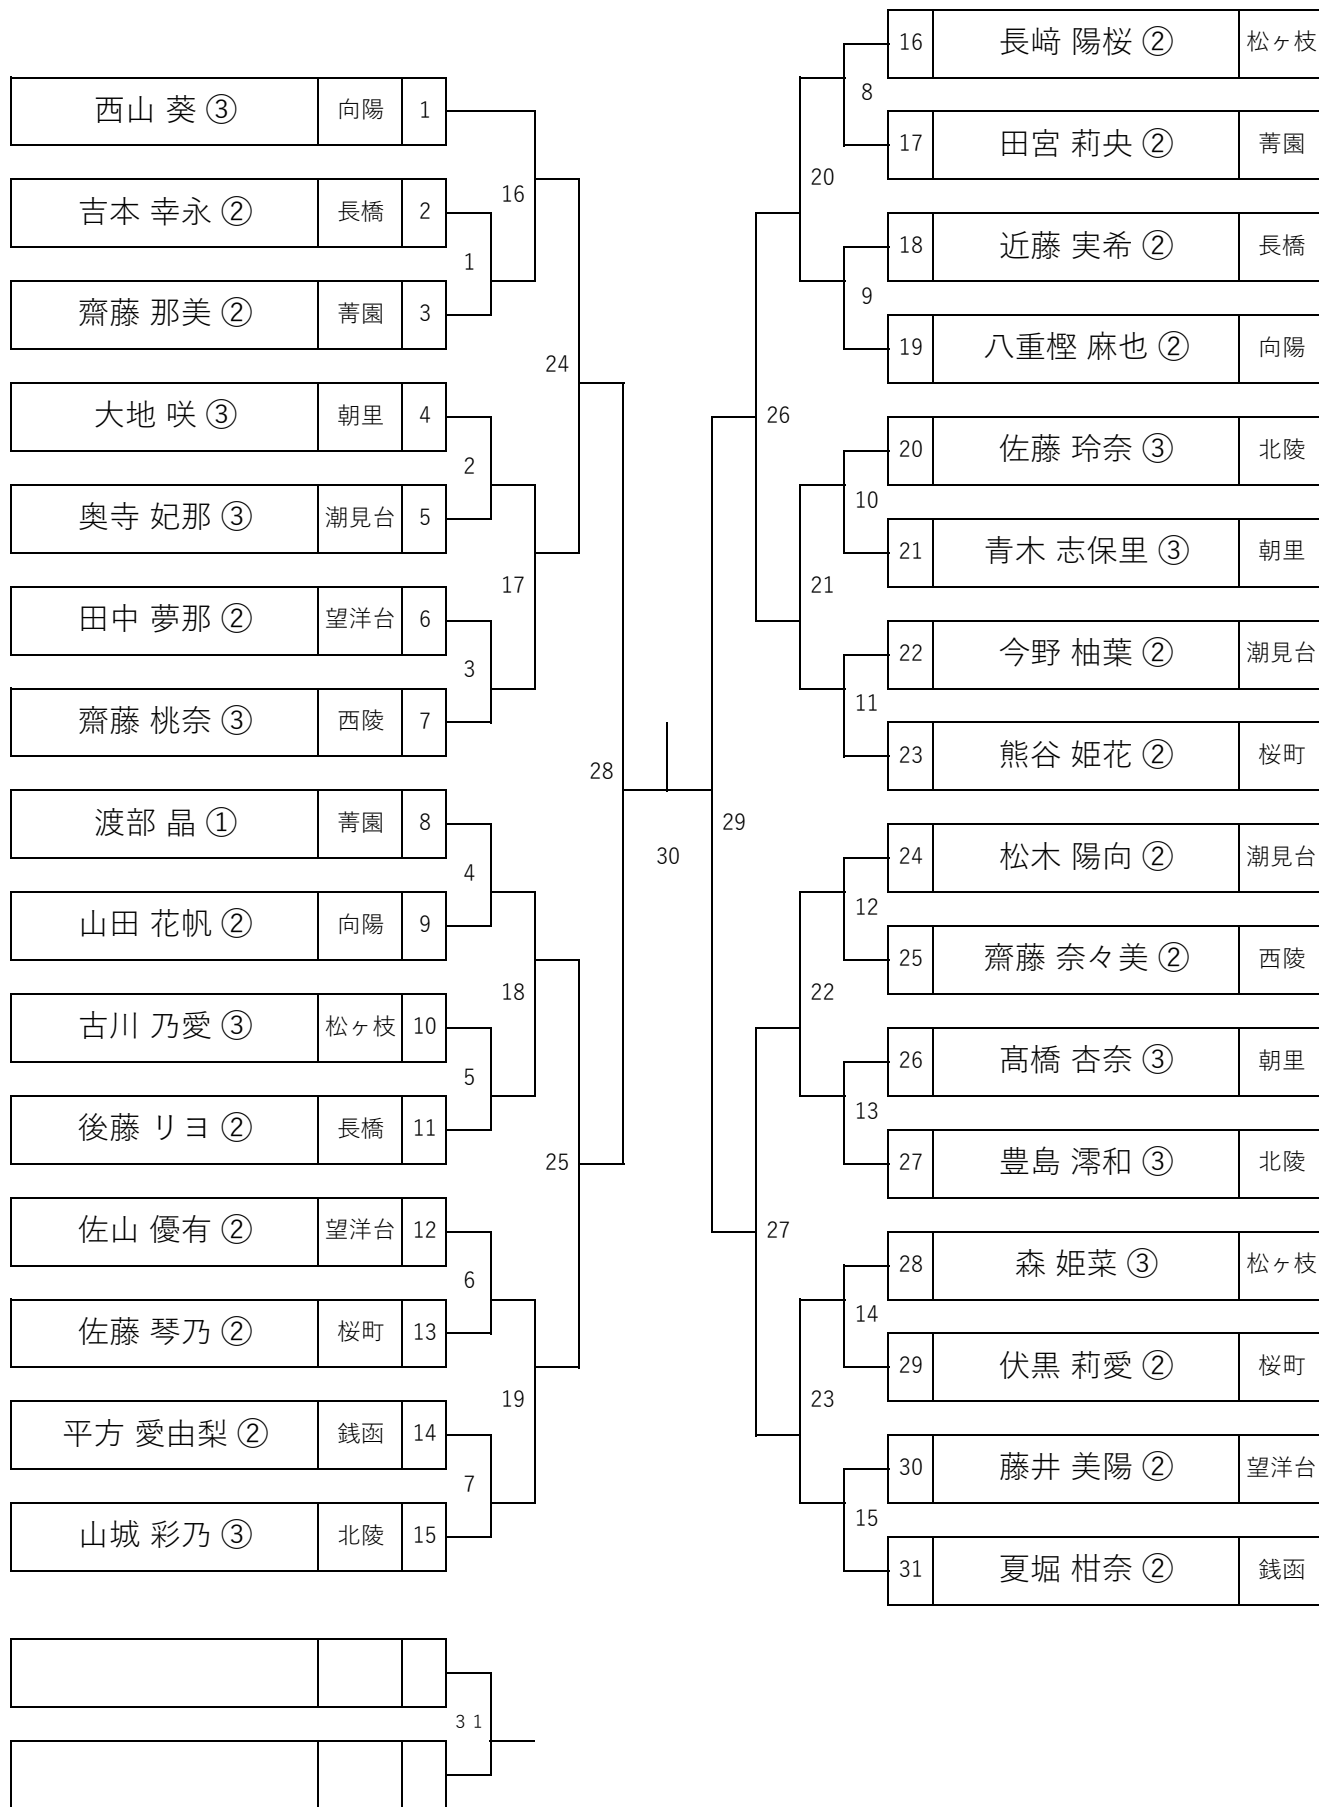 西山 葵 ③ 向陽 1
吉本 幸永 ② 長橋 2
齋藤 那美 ② 菁園 3
大地 咲 ③ 朝里 4
奥寺 妃那 ③ 潮見台 5
田中 夢那 ② 望洋台 6
齋藤 桃奈 ③ 西陵 7
渡部 晶 ① 菁園 8
山田 花帆 ② 向陽 9
古川 乃愛 ③ 松ヶ枝 10
後藤 リヨ ② 長橋 11
佐山 優有 ② 望洋台 12
佐藤 琴乃 ② 桜町 13
平方 愛由梨 ② 銭函 14
山城 彩乃 ③ 北陵 15
1
2
3
4
5
6
7
16
17
18
19
24
25
28
30
31
16 長﨑 陽桜 ② 松ヶ枝
17 田宮 莉央 ② 菁園
18 近藤 実希 ② 長橋
19 八重樫 麻也 ② 向陽
20 佐藤 玲奈 ③ 北陵
21 青木 志保里 ③ 朝里
22 今野 柚葉 ② 潮見台
23 熊谷 姫花 ② 桜町
24 松木 陽向 ② 潮見台
25 齋藤 奈々美 ② 西陵
26 髙橋 杏奈 ③ 朝里
27 豊島 澪和 ③ 北陵
28 森 姫菜 ③ 松ヶ枝
29 伏黒 莉愛 ② 桜町
30 藤井 美陽 ② 望洋台
31 夏堀 柑奈 ② 銭函
8
9
10
11
12
13
14
15
20
21
22
23
26
27
29